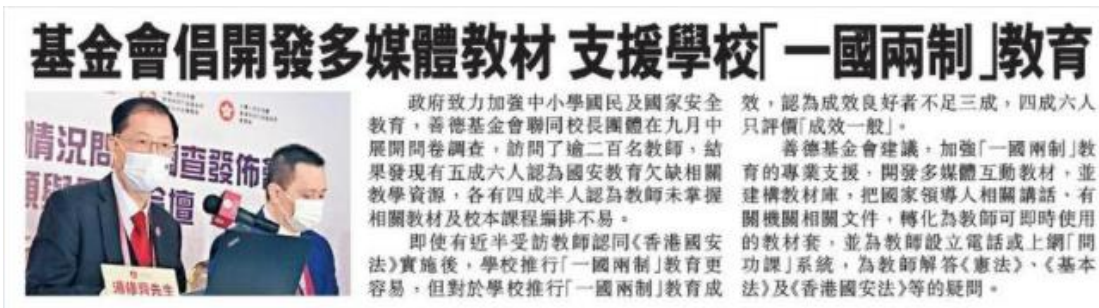 基金會倡開發多媒體教材 支援學校「一國兩制」教育
情況問
調查發佈
論壇
政府致力加強中小學國民及國家安全
教育，善德基金會聯同校長團體在九月中
展開問卷調查，訪問了逾二百名教師，結
果發現有五成六人認為國安教育欠缺相關
教學資源，各有四成半人認為教師未掌握
相關教材及校本課程編排不易。
即使有近半受訪教師認同《香港國安
法》實施後，學校推行「一國兩制」教育更
容易，但對於學校推行「一國兩制」教育成
效，認為成效良好者不足三成，四成六人
只評價「成效一般」。
善德基金會建議，加強「一國兩制」教
育的專業支援，開發多媒體互動教材，並
建構教材庫，把國家領導人相關講話、有
關機關相關文件，轉化為教師可即時使用
的教材套，並為教師設立電話或上網「問
功課」系統，為教師解答《憲法》、《基本
法》及《香港國安法》等的疑問。